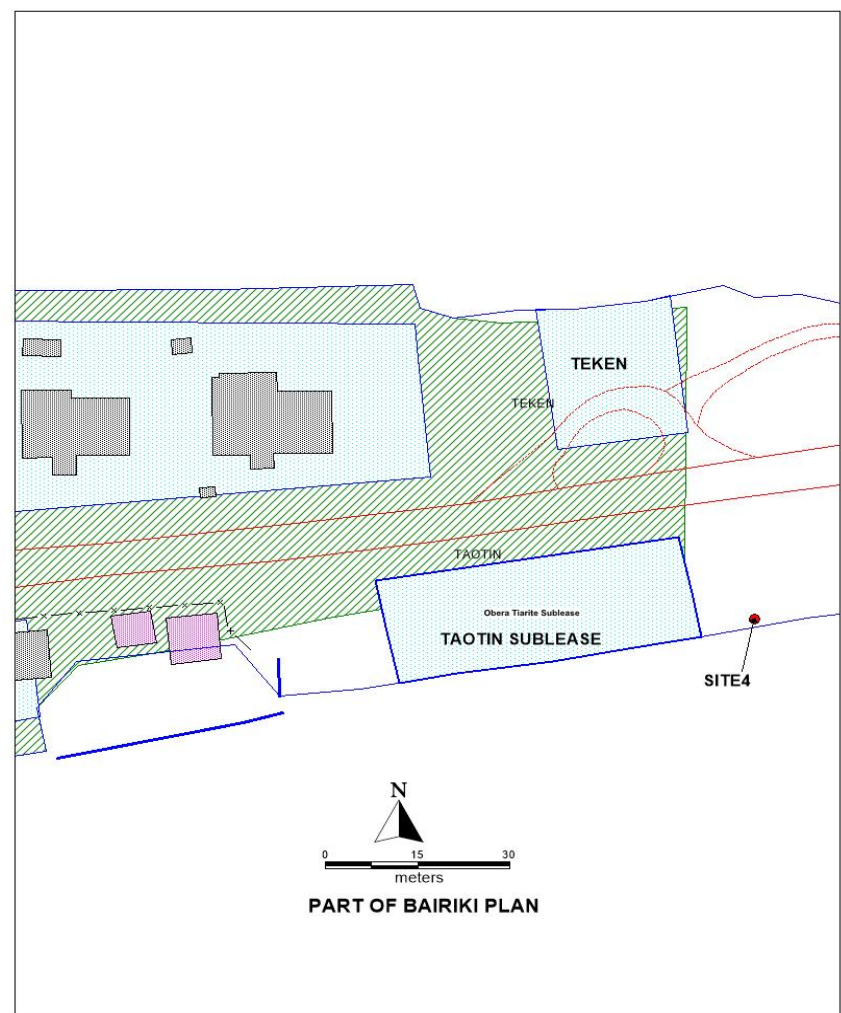 TEKEN
TEKEN
TAOTIN
Obera Tiarite Sublease
TAOTIN SUBLEASE
SITE4
N
0 15 30
meters
PART OF BAIRIKI PLAN